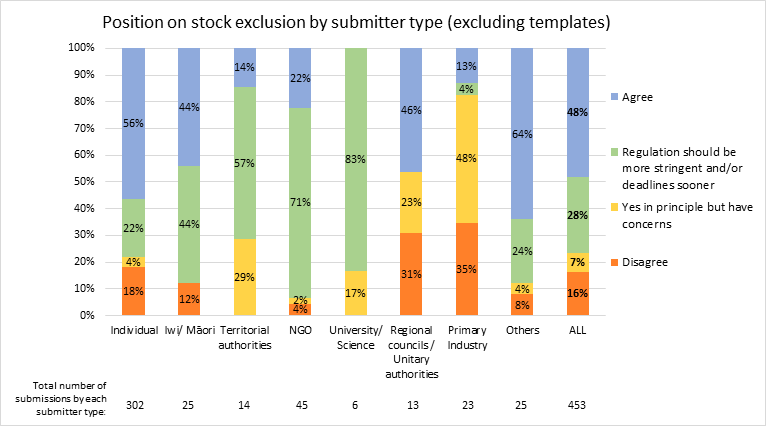 Position on stock exclusion by submitter type (excluding templates)
100%
90%
80%
70%
60%
50%
40%
30%
20%
10%
0%
56%
22%
4%
18%
44%
44%
12%
14%
57%
29%
22%
71%
2%
4%
83%
17%
46%
23%
31%
13%
4%
48%
35%
64%
24%
4%
8%
48%
28%
7%
16%
Agree
Regulation should be
more stringent and/or
deadlines sooner
Yes in principle but have
concerns
Disagree
Individual
Iwi/ Māori
Territorial
authorities
NGO
University/
Science
Regional
councils /
Unitary
authorities
Primary
Industry
Others
ALL
Total number of
submissions by each
submitter type:
302 25 14 45 6 13 23 25 453